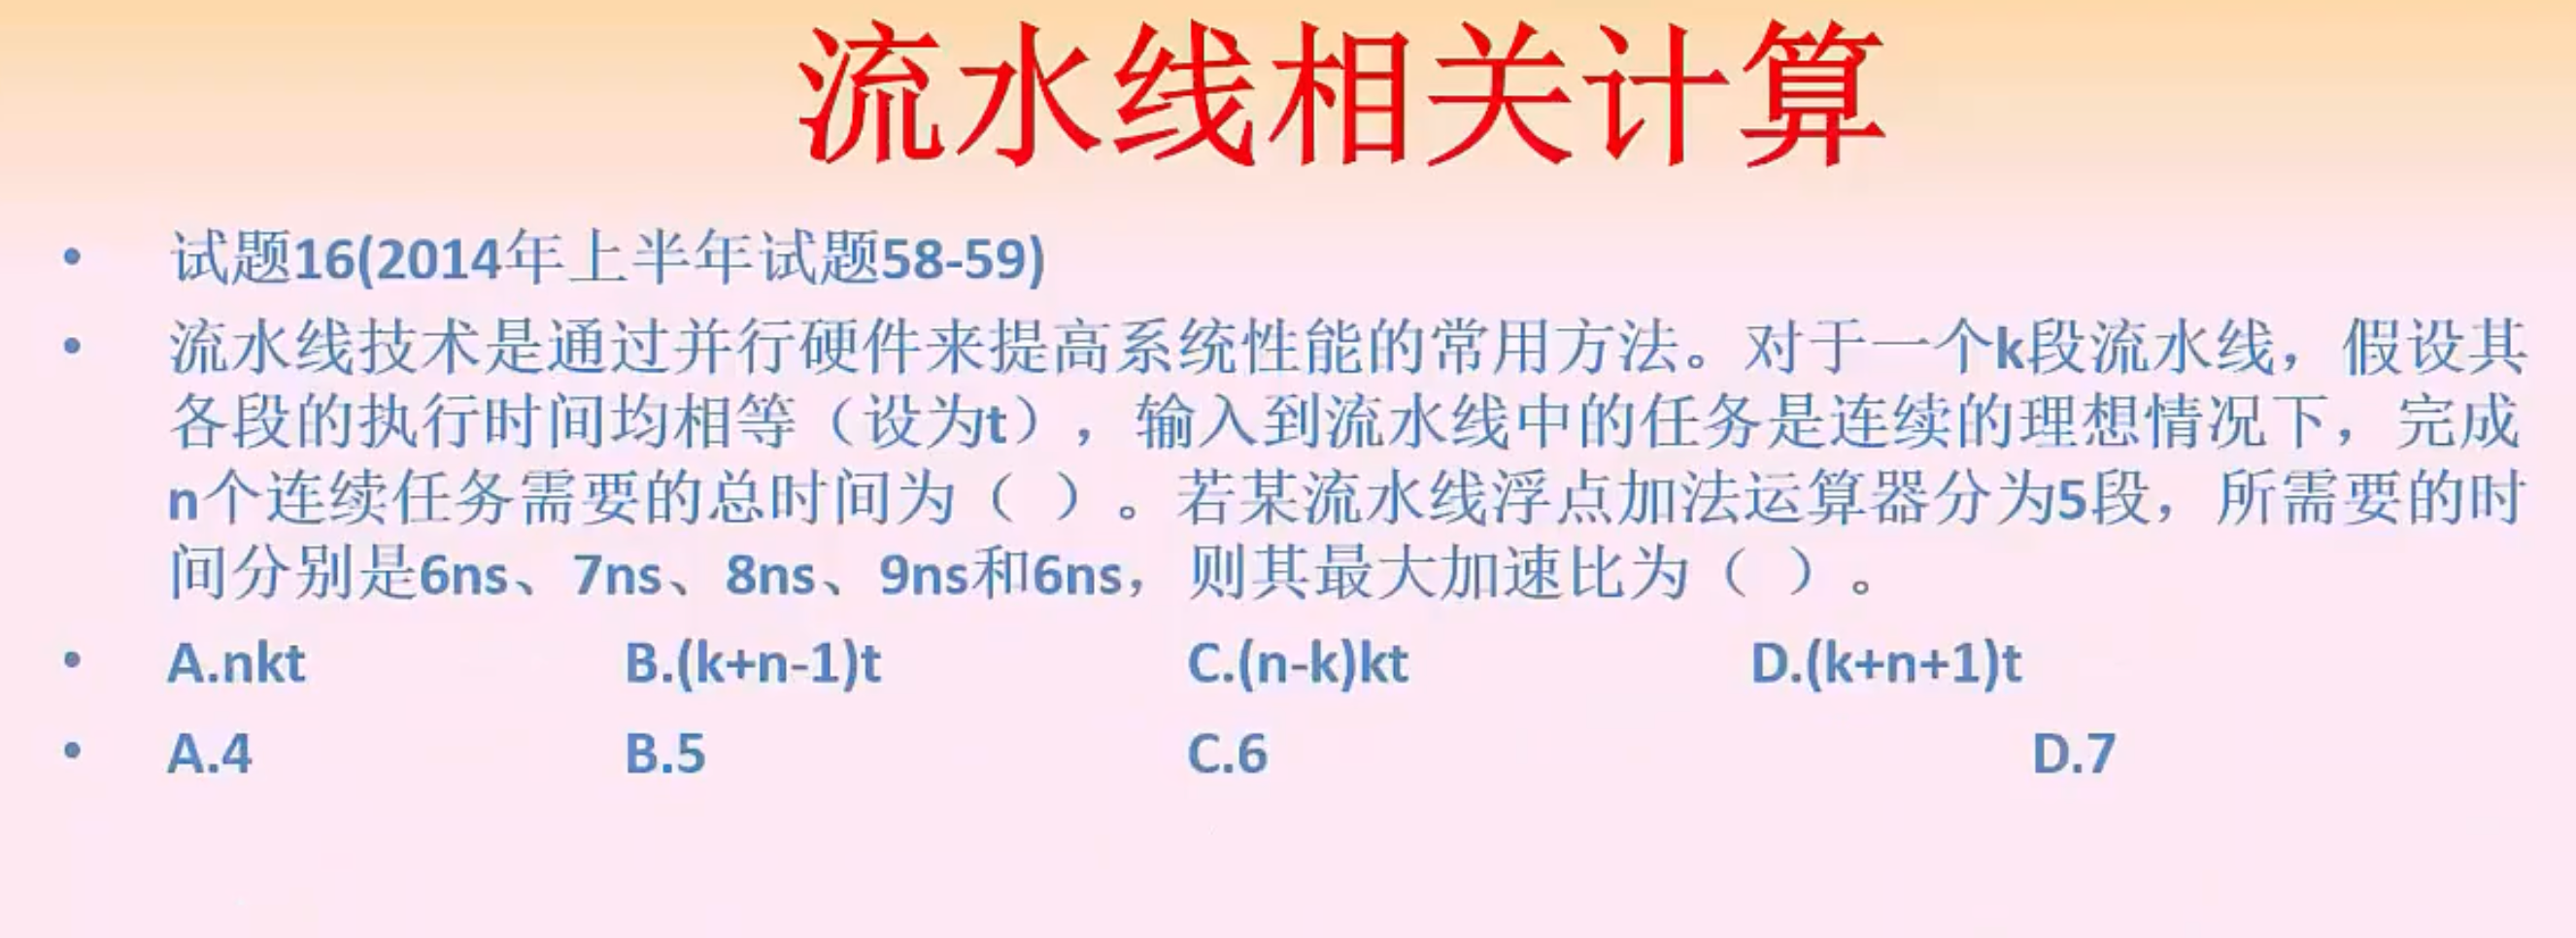 流水线相关计算
• 试题16(2014年上半年试题58-59)
• 流水线技术是通过并行硬件来提高系统性能的常用方法。对于一个k段流水线，假设其
各段的执行时间均相等（设为t），输入到流水线中的任务是连续的理想情况下，完成
n个连续任务需要的总时间为（ ）。若某流水线浮点加法运算器分为5段，所需要的时
间分别是6ns、7ns、8ns、9ns和6ns，则其最大加速比为（ ）。
• A.nkt B.(k+n-1)t C.(n-k)kt D.(k+n+1)t
• A.4 B.5 C.6 D.7